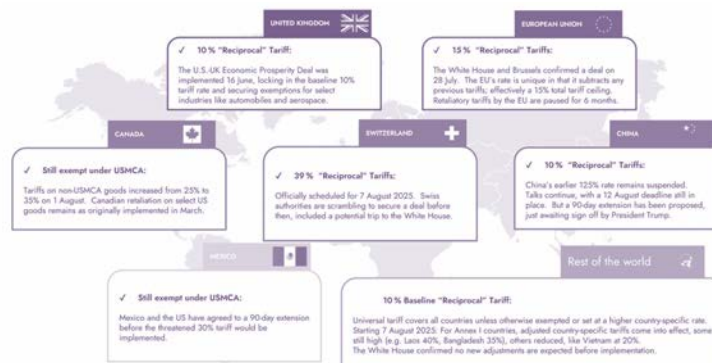 UNITED KINGDOM
✓ 10 % "Reciprocal" Tariff:
The U.S.-UK Economic Prosperity Deal was
implemented 16 June, locking in the baseline 10%
tariff rate and securing exemptions for select
industries like automobiles and aerospace.
EUROPEAN UNION
✓ 15 % "Reciprocal" Tariffs:
The White House and Brussels confirmed a deal on
28 July. The EU's rate is unique in that it subtracts any
previous tariffs; effectively a 15% total tariff ceiling.
Retaliatory tariffs by the EU are paused for 6 months.
CANADA
✓ Still exempt under USMCA:
Tariffs on non-USMCA goods increased from 25% to
35% on 1 August. Canadian retaliation on select US
goods remains as originally implemented in March.
SWITZERLAND
✓ 39 % "Reciprocal" Tariffs:
Officially scheduled for 7 August 2025. Swiss
authorities are scrambling to secure a deal before
then, included a potential trip to the White House.
CHINA
✓ 10 % "Reciprocal" Tariffs:
China's earlier 125% rate remains suspended.
Talks continue, with a 12 August deadline still in
place. But a 90-day extension has been proposed,
just awaiting sign off by President Trump.
MEXICO
✓ Still exempt under USMCA:
Mexico and the US have agreed to a 90-day extension
before the threatened 30% tariff would be
implemented.
Rest of the world
10 % Baseline "Reciprocal" Tariff:
Universal tariff covers all countries unless otherwise exempted or set at a higher country-specific rate.
Starting 7 August 2025: For Annex I countries, adjusted country-specific tariffs come into effect, some
still high (e.g. Laos 40%, Bangladesh 35%), others reduced, like Vietnam at 20%.
The White House confirmed no new adjustments are expected before implementation.